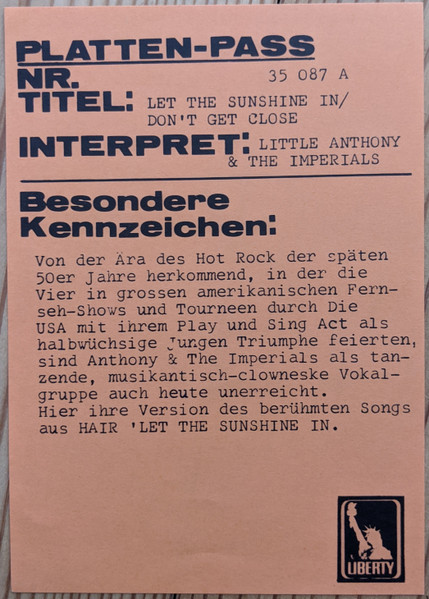 PLATTEN-PASS
NR. 35 087 A
TITEL: LET THE SUNSHINE IN/
DON'T GET CLOSE
INTERPRET: LITTLE ANTHONY
& THE IMPERIALS
Besondere
Kennzeichen:
Von der Ära des Hot Rock der späten
50er Jahre herkommend, in der die
Vier in grossen amerikanischen Fern-
seh-Shows und Tourneen durch Die
USA mit ihrem Play und Sing Act als
halbwüchsige Jungen Triumphe feierten,
sind Anthony & The Imperials als tan-
zende, musikantisch-clowneske Vokal-
gruppe auch heute unerreicht.
Hier ihre Version des berühmten Songs
aus HAIR 'LET THE SUNSHINE IN.
LIBERTY